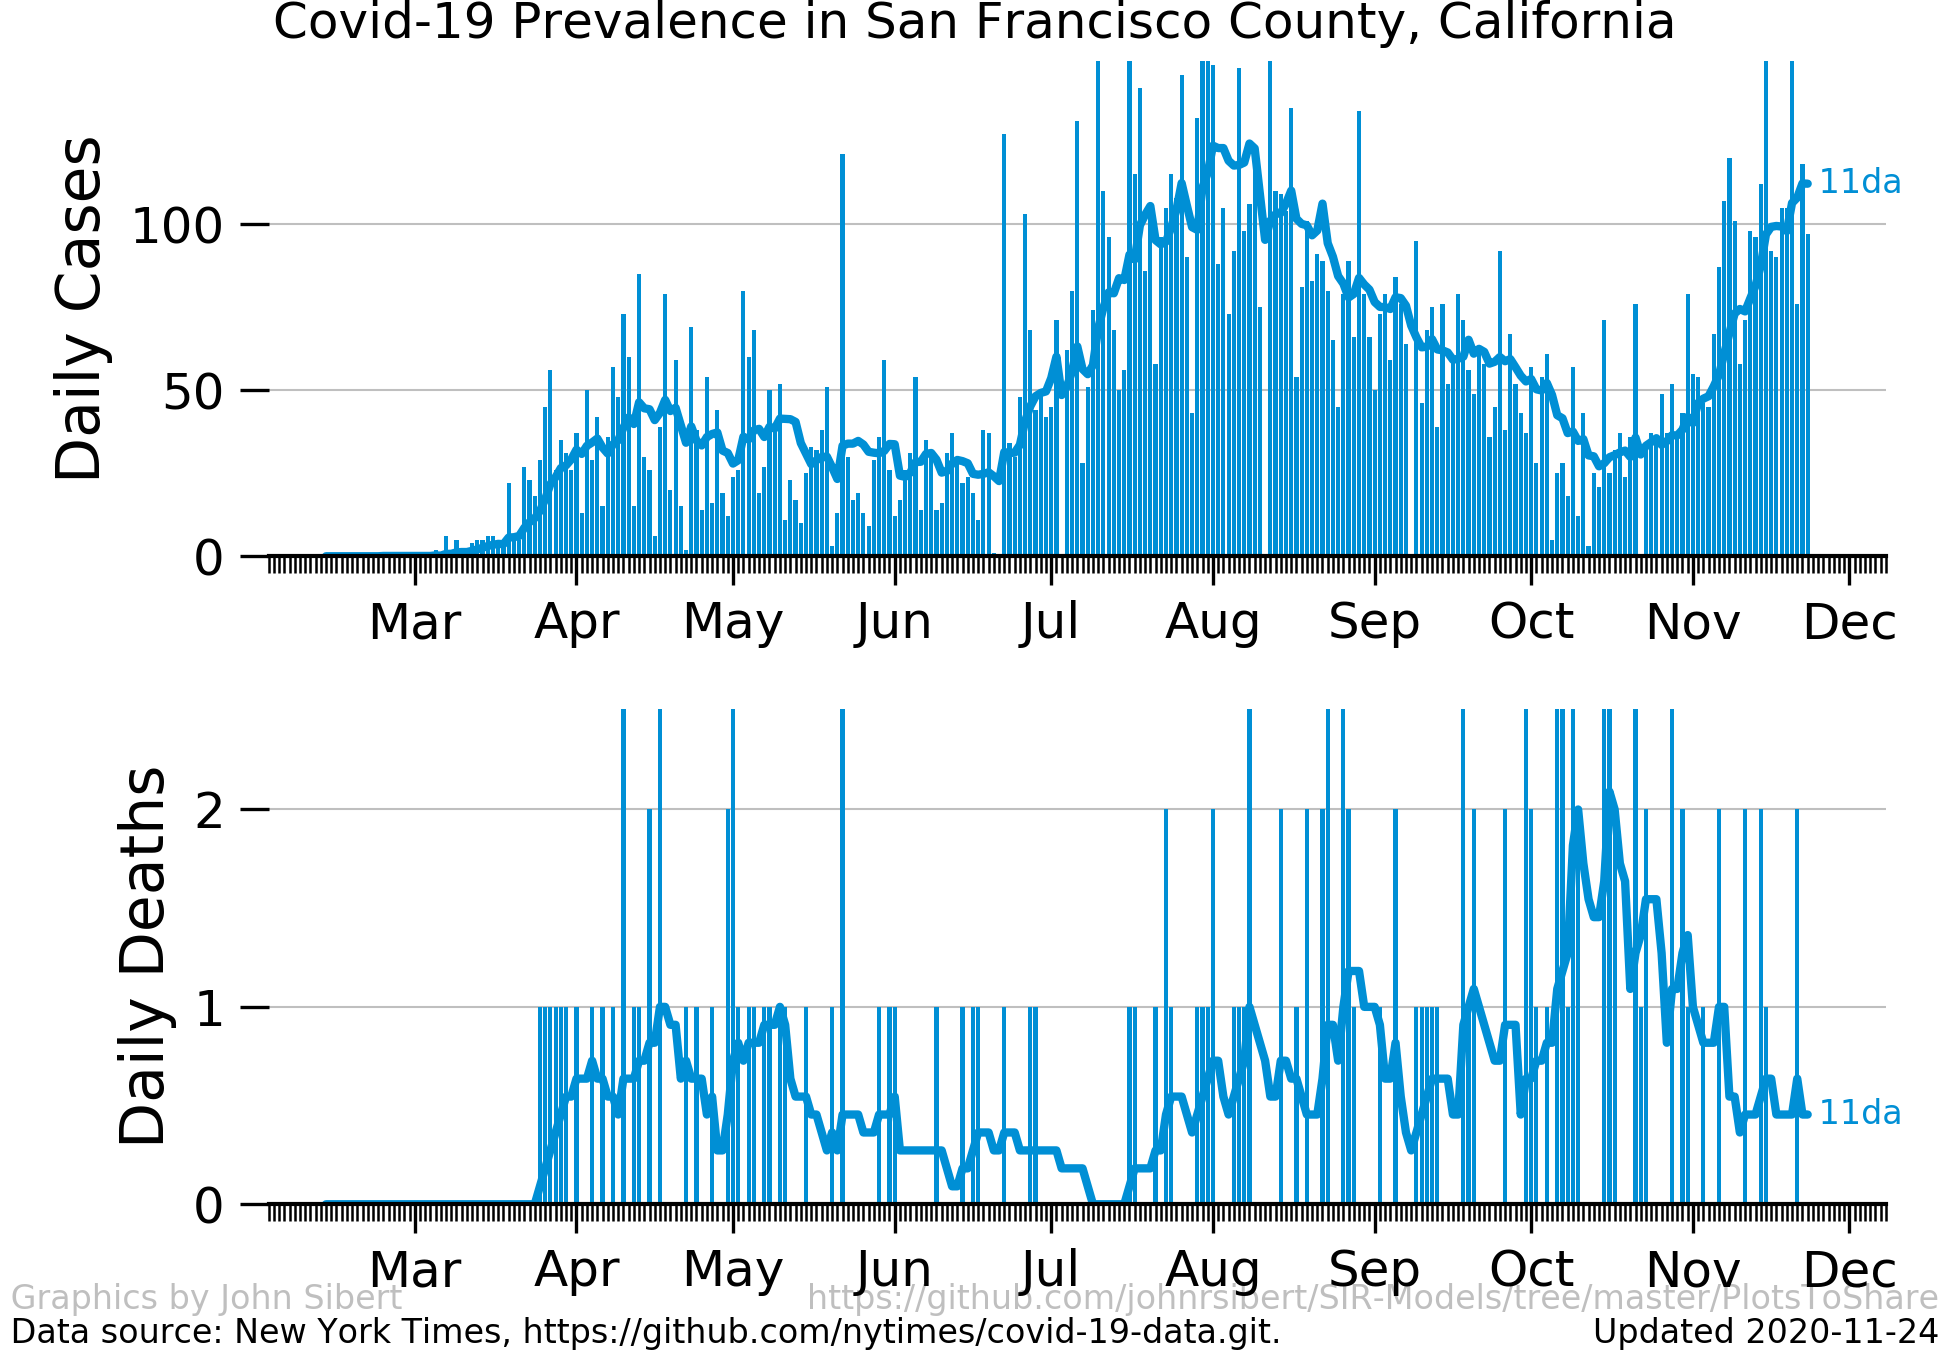 Covid-19 Prevalence in San Francisco County, California
Daily Cases
100
50
0
11da
Mar Apr May Jun Jul Aug Sep Oct Nov Dec
Daily Deaths
2
1
0
11da
Mar Apr May Jun Jul Aug Sep Oct Nov Dec
Graphics by John Sibert https://github.com/johnrsibert/SIR-Models/tree/master/PlotsToShare
Data source: New York Times, https://github.com/nytimes/covid-19-data.git. Updated 2020-11-24